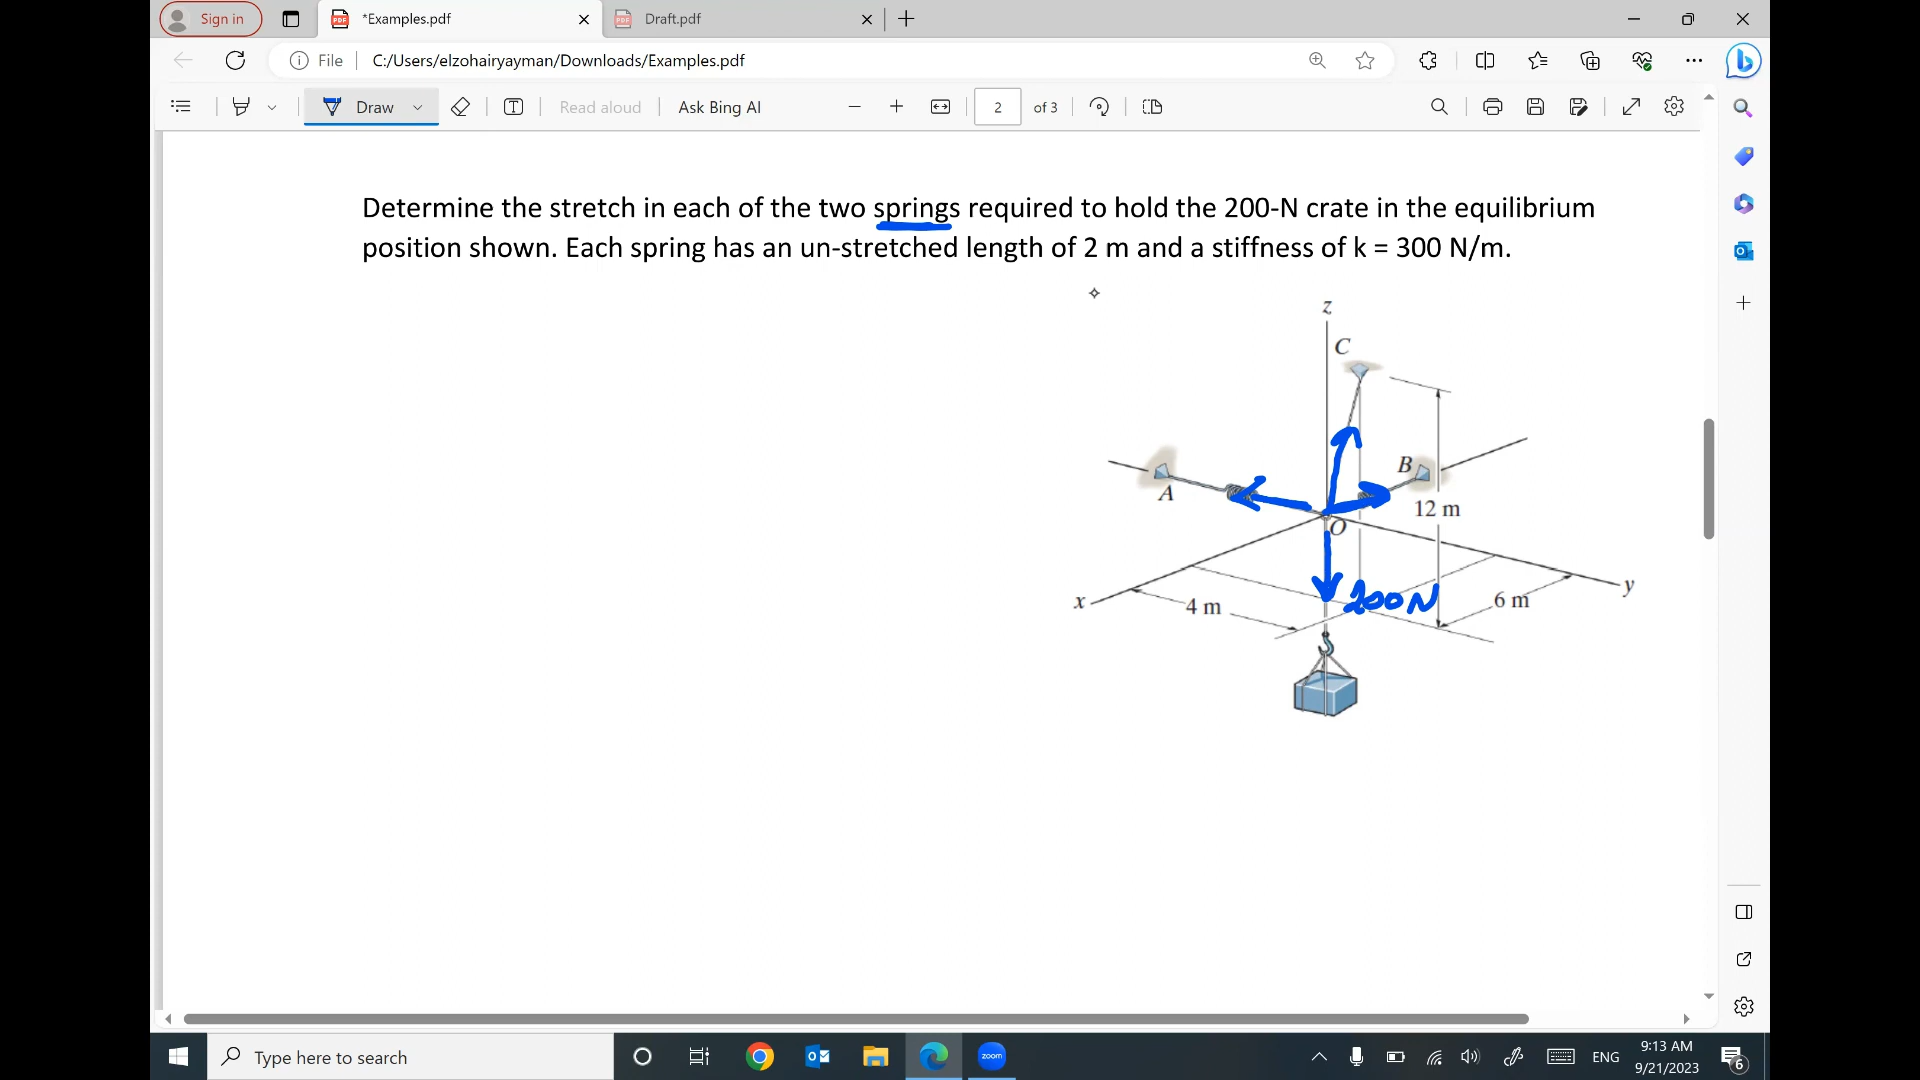 Sign in
*Examples.pdf
Draft.pdf
File
C:/Users/elzohairyayman/Downloads/Examples.pdf
Draw
Read aloud
Ask Bing AI
2
of 3
Determine the stretch in each of the two springs required to hold the 200-N crate in the equilibrium
position shown. Each spring has an un-stretched length of 2 m and a stiffness of k = 300 N/m.
z
C
B
A
12 m
O
200N
y
x
4 m
6 m
Type here to search
zoom
ENG
9:13 AM
9/21/2023
6